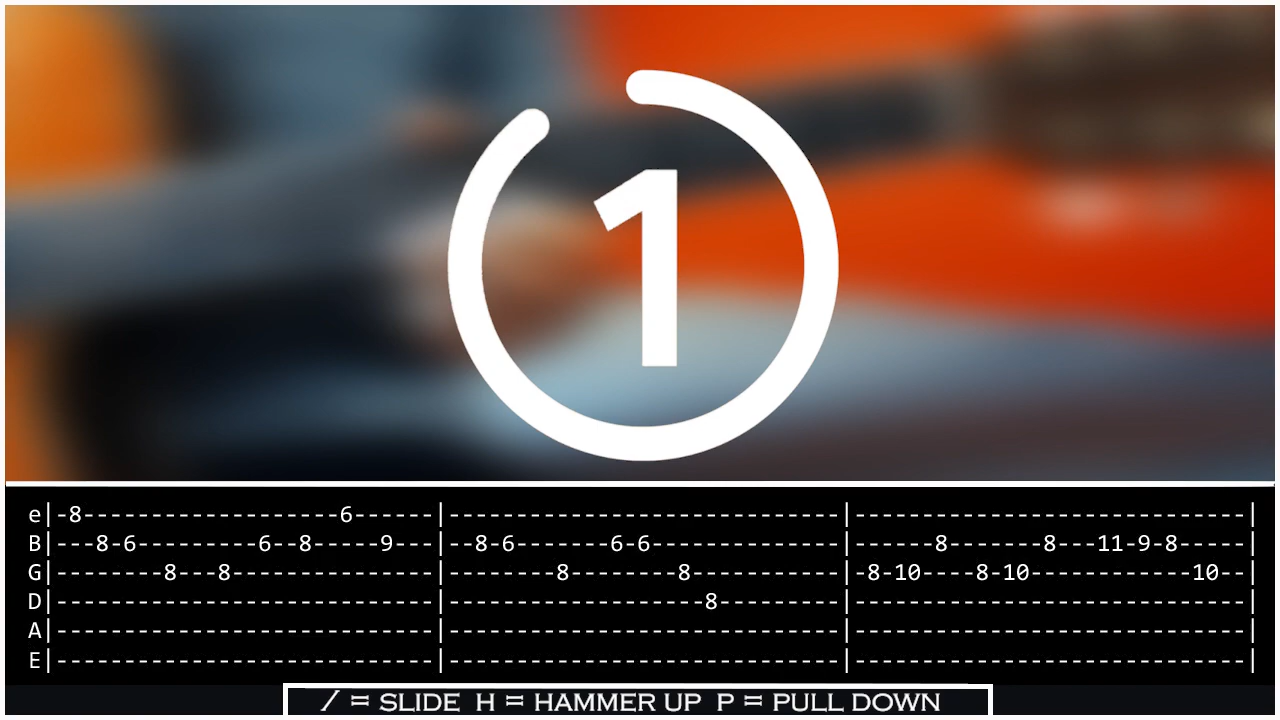 1
e|-8-------------------6------|-----------------------------|-----------------------------|
B|---8-6---------6--8-----9---|--8-6-------6-6--------------|------8-------8---11-9-8-----|
G|--------8---8---------------|--------8--------8-----------|-8-10----8-10------------10--|
D|----------------------------|-------------------8---------|-----------------------------|
A|----------------------------|-----------------------------|-----------------------------|
E|----------------------------|-----------------------------|-----------------------------|
/ = SLIDE H = HAMMER UP P = PULL DOWN